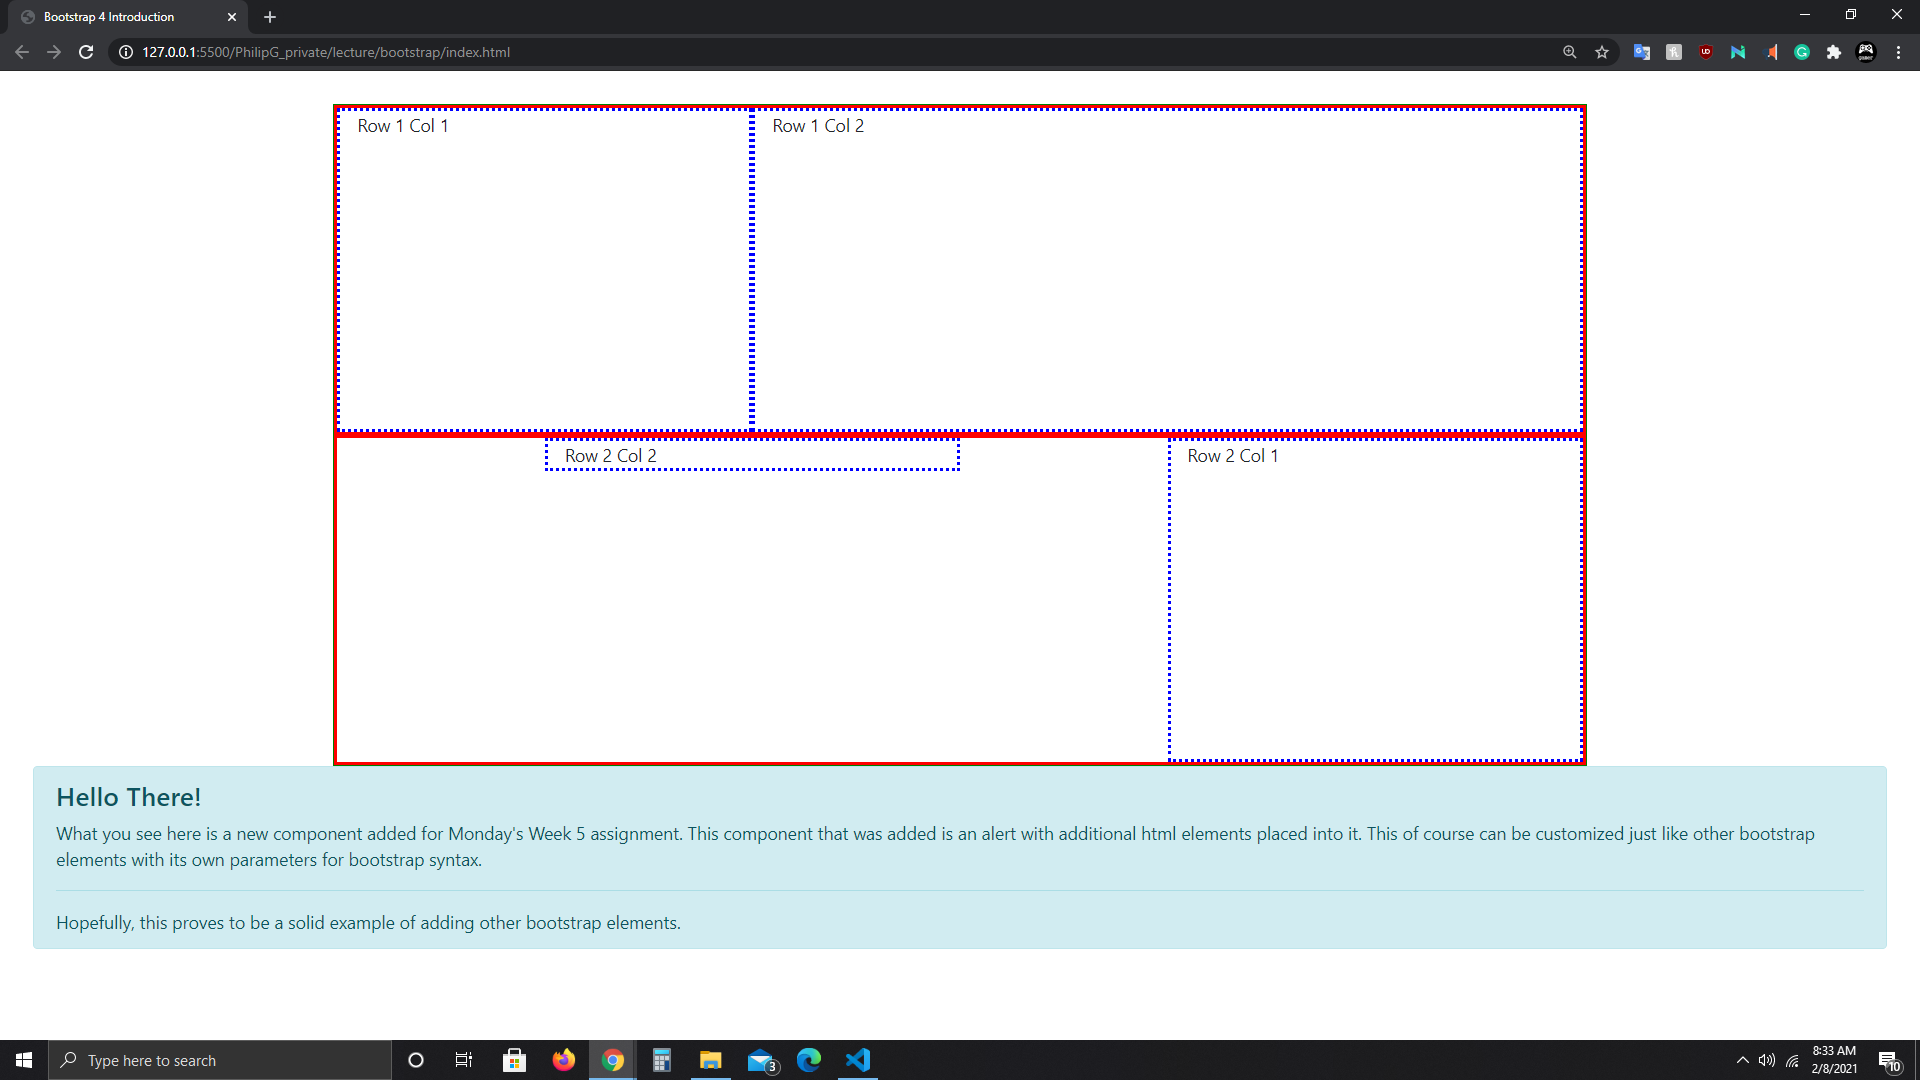 Bootstrap 4 Introduction
127.0.0.1:5500/PhilipG_private/lecture/bootstrap/index.html
Row 1 Col 1
Row 1 Col 2
Row 2 Col 2
Row 2 Col 1
Hello There!
What you see here is a new component added for Monday's Week 5 assignment. This component that was added is an alert with additional html elements placed into it. This of course can be customized just like other bootstrap
elements with its own parameters for bootstrap syntax.
Hopefully, this proves to be a solid example of adding other bootstrap elements.
Type here to search
3
8:33 AM
2/8/2021
10